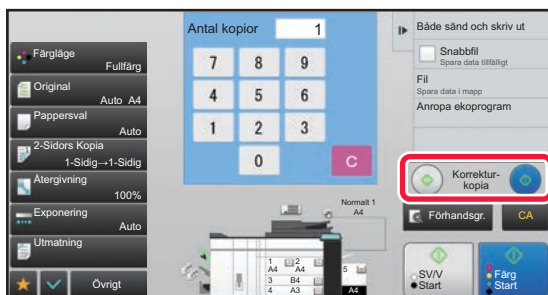 Färgläge
Fullfärg
Original
Auto A4
Pappersval
Auto
2-Sidors Kopia
1-Sidig→1-Sidig
Återgivning
100%
Exponering
Auto
Utmatning
Övrigt
Antal kopior 1
7 8 9
4 5 6
1 2 3
0 C
Normalt 1
A4
1 A4 2 A4
3 B4
4 A3
5
A4
Både sänd och skriv ut
Snabbfil
Spara data tillfälligt
Fil
Spara data i mapp
Anropa ekoprogram
Korrektur-
kopia
Förhandsgr. CA
SV/V
Start
Färg
Start